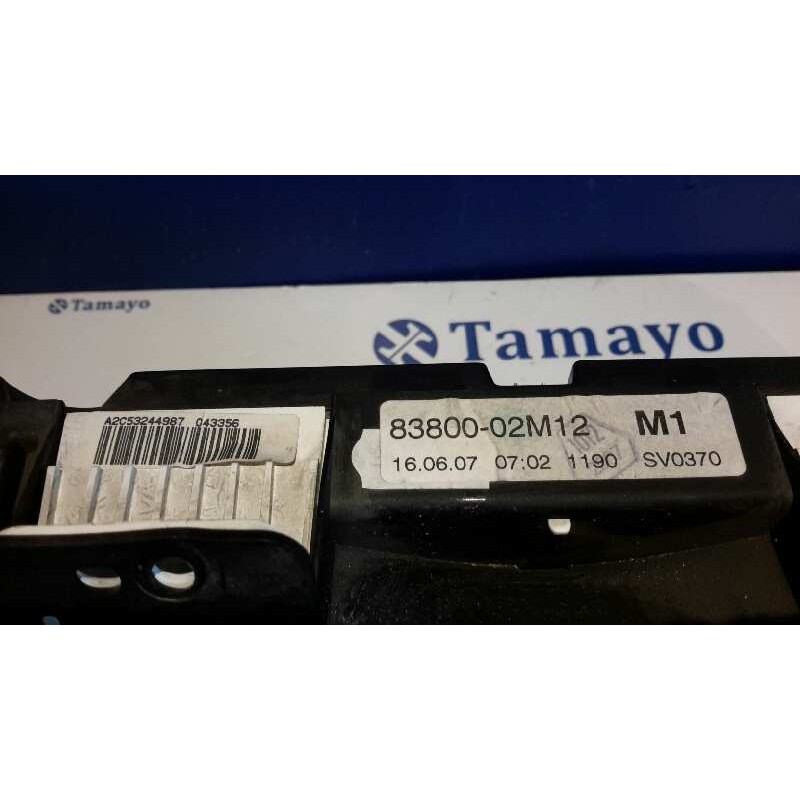 Tamayo
Tamayo
A2C53244987 043356
83800-02M12 M1
16.06.07 07:02 1190 SV0370